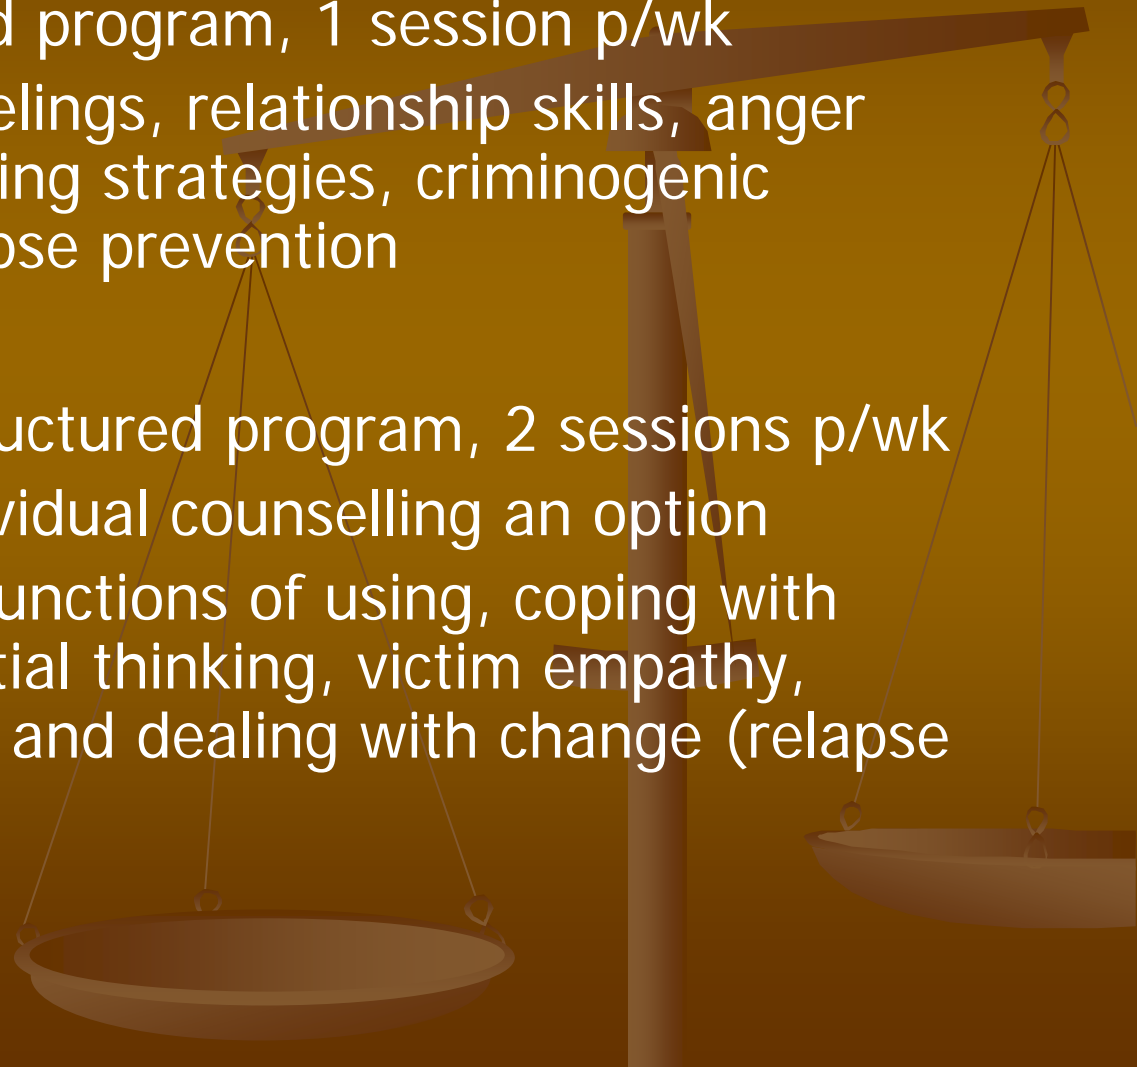 d program, 1 session p/wk
elings, relationship skills, anger
ing strategies, criminogenic
pse prevention
uctured program, 2 sessions p/wk
vidual counselling an option
unctions of using, coping with
tial thinking, victim empathy,
and dealing with change (relapse